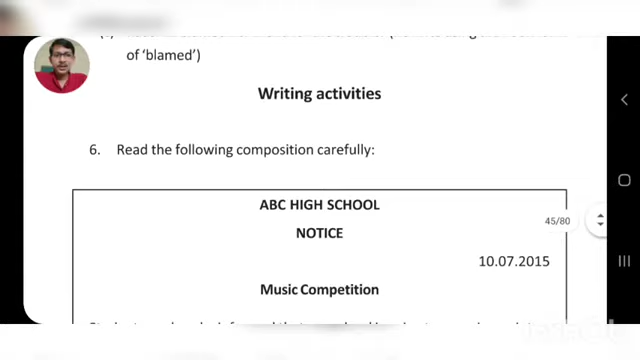 of ‘blamed’)
Writing activities
6. Read the following composition carefully:
ABC HIGH SCHOOL
NOTICE
45/80
10.07.2015
Music Competition